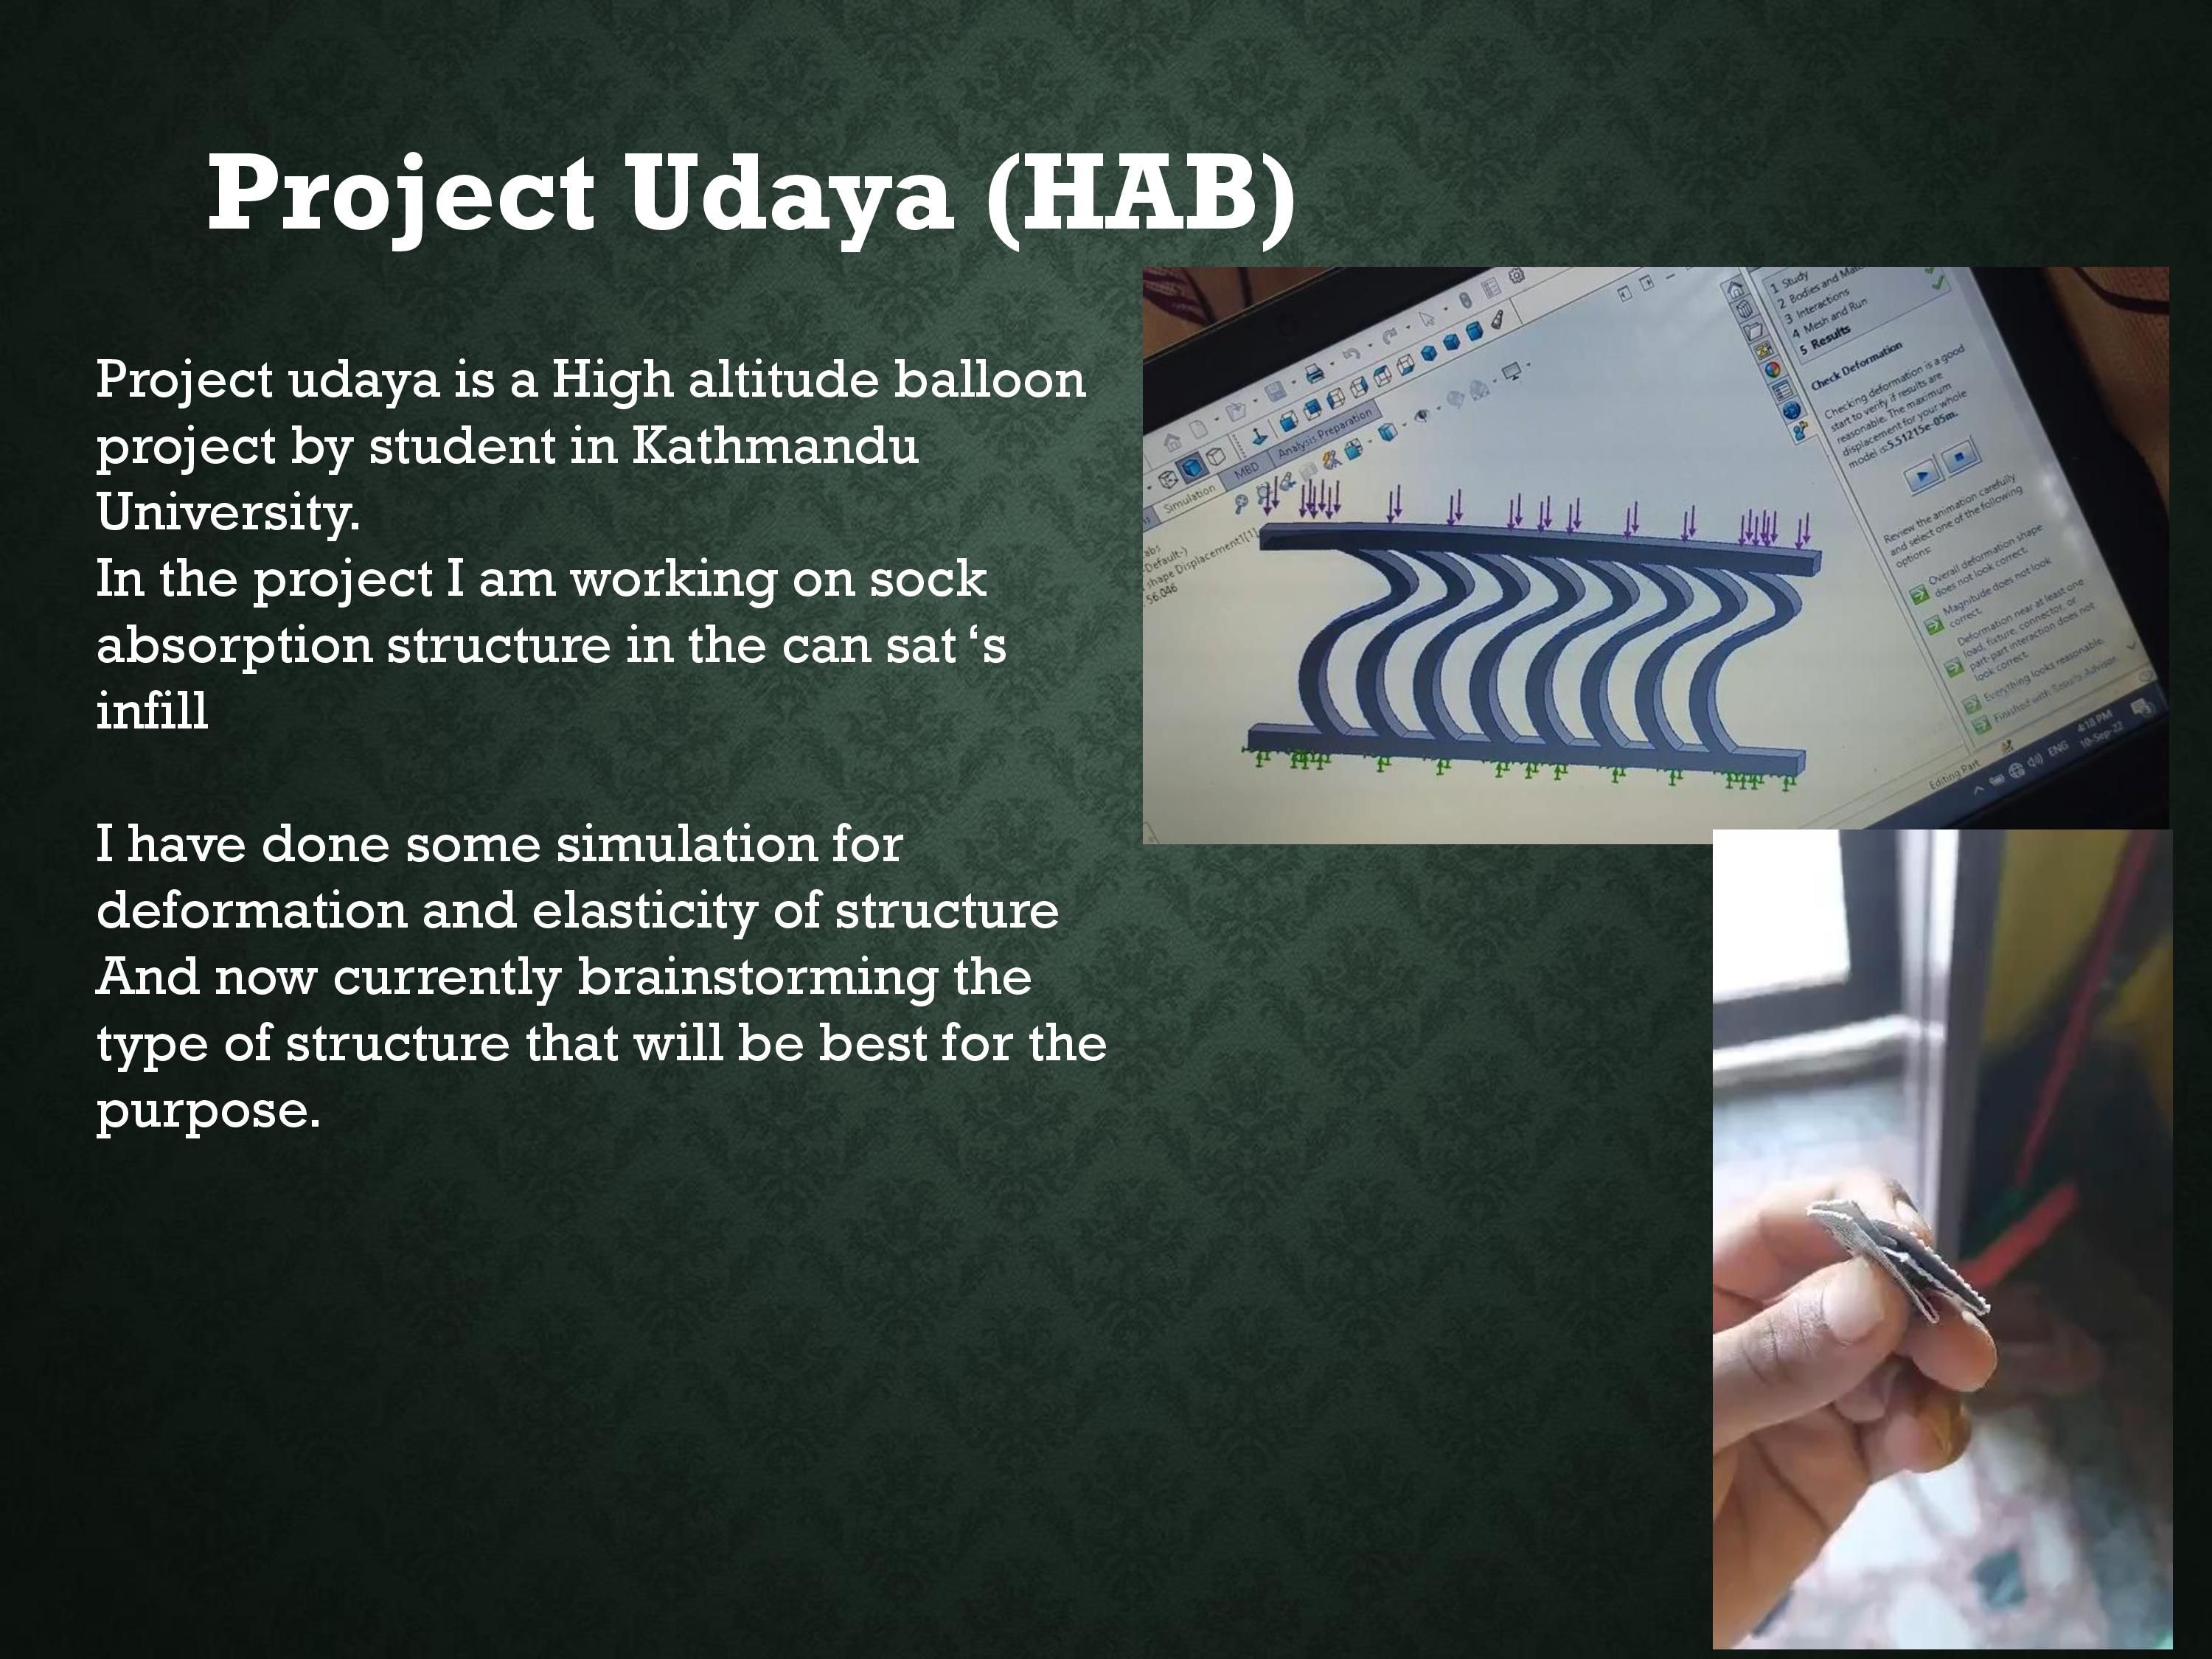 Project Udaya (HAB)
Project udaya is a High altitude balloon
project by student in Kathmandu
University.
In the project I am working on sock
absorption structure in the can sat ‘s
infill
I have done some simulation for
deformation and elasticity of structure
And now currently brainstorming the
type of structure that will be best for the
purpose.
1 Study
2 Bodies and
3 Interactions
4 Mesh and Run
5 Results
Check Deformation
Checking deformation is a good
start to verify if results are
reasonable. The maximum
displacement for your whole
model is:5.51215e-05m.
Review the animation carefully
and select one of the following
options:
Overall deformation shape
does not look correct.
Magnitude does not look
correct.
Deformation near at least one
load, fixture, connector, or
part-part interaction does not
look correct.
Everything looks reasonable.
Finished with Results Advisor.
Simulation
MBD
Analysis Preparation
Default-)
shape Displacement1[1]
56.046
Editing Part
ENG
4:18 PM
10-Sep-22